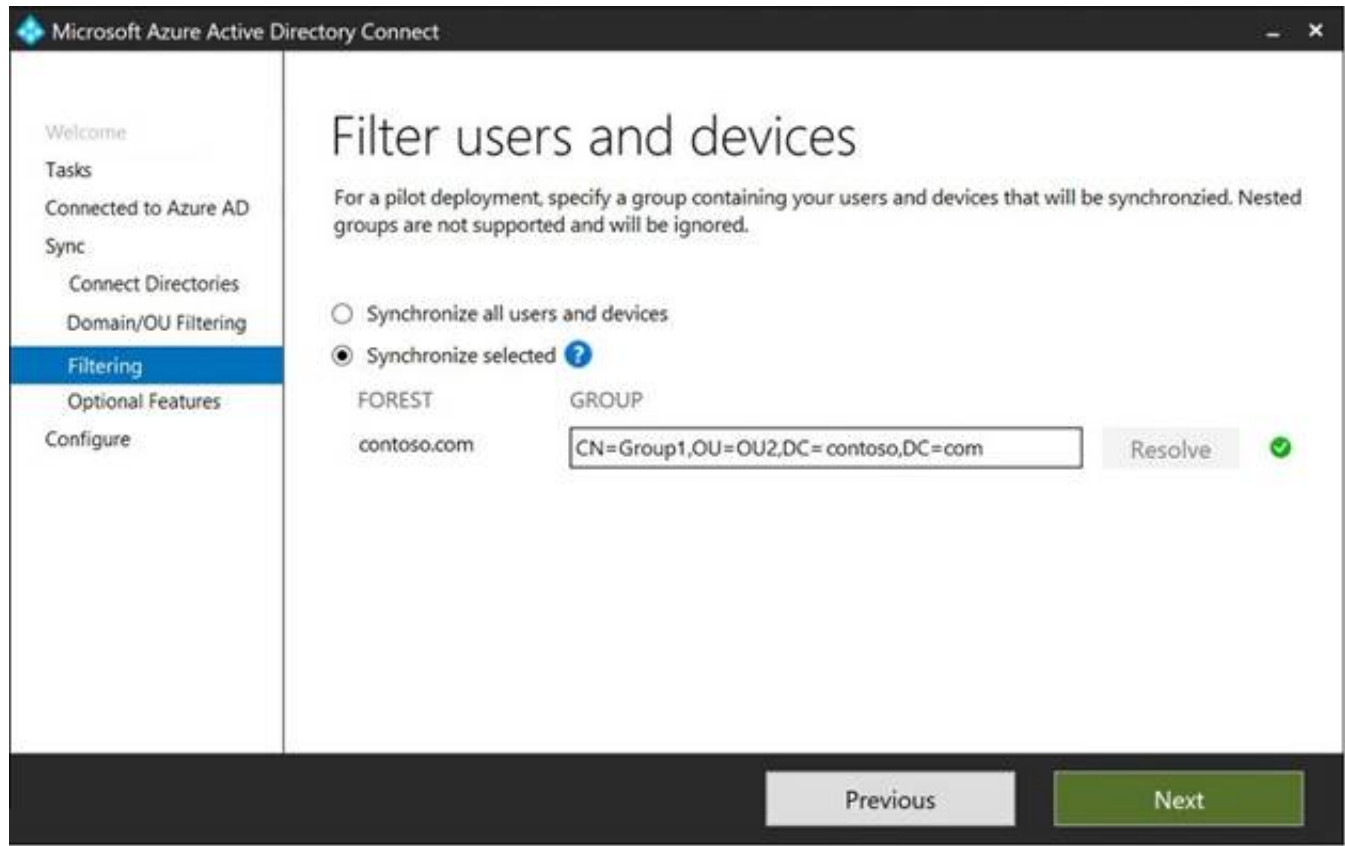 Microsoft Azure Active Directory Connect
Welcome
Tasks
Connected to Azure AD
Sync
Connect Directories
Domain/OU Filtering
Filtering
Optional Features
Configure
Filter users and devices
For a pilot deployment, specify a group containing your users and devices that will be synchronzied. Nested
groups are not supported and will be ignored.
Synchronize all users and devices
Synchronize selected ?
FOREST GROUP
contoso.com CN=Group1,OU=OU2,DC=contoso,DC=com Resolve
Previous Next